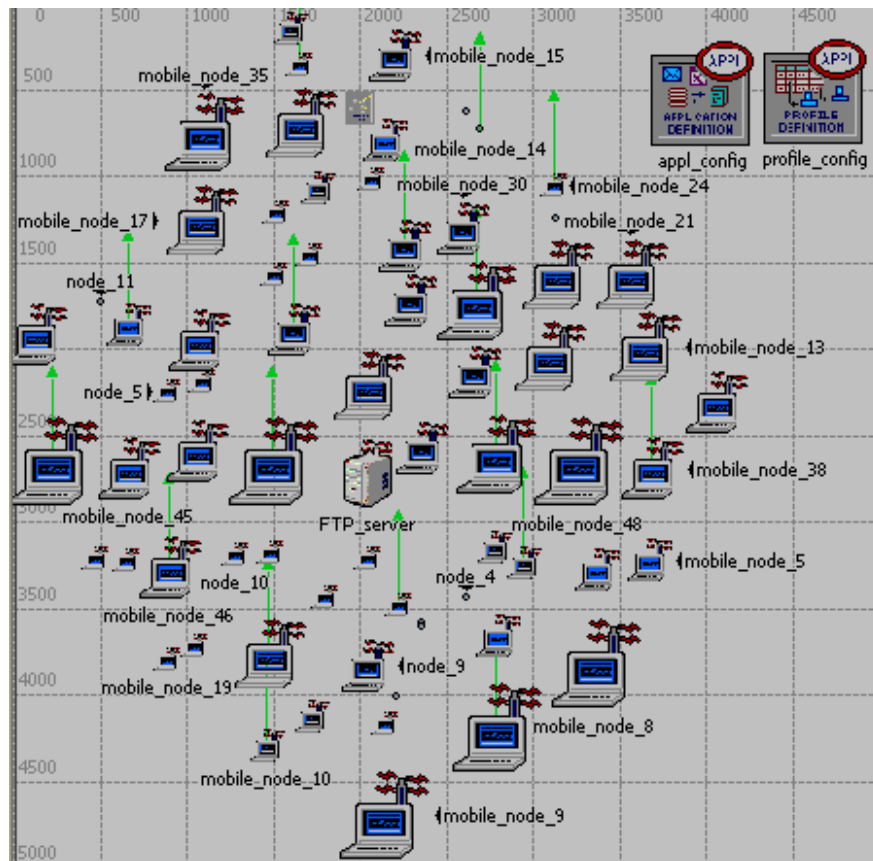 0 500 1000 2000 2500 3000 3500 4000 4500
mobile_node_15
500
mobile_node_35
APPL
APPLICATION
DEFINITION
appl_config
APPL
PROFILE
DEFINITION
profile_config
mobile_node_14
1000
mobile_node_30
mobile_node_24
mobile_node_17
mobile_node_21
1500
node_11
2000
mobile_node_13
node_5
2500
mobile_node_38
mobile_node_45
3000
FTP_server
mobile_node_48
mobile_node_5
node_10
node_4
3500
mobile_node_46
node_9
4000
mobile_node_19
mobile_node_8
4500
mobile_node_10
mobile_node_9
5000